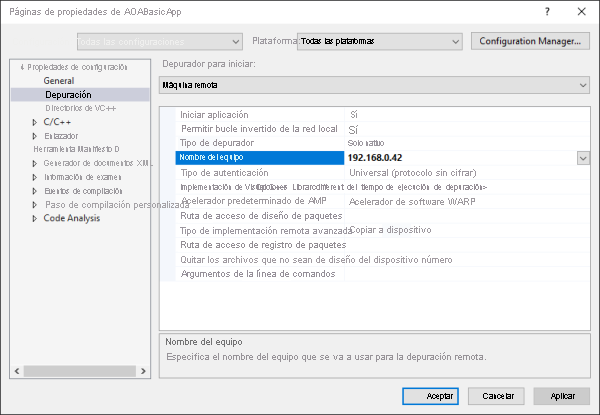 Páginas de propiedades de AOABasicApp
Todas las configuraciones
Plataforma:
Todas las plataformas
Configuration Manager...
Propiedades de configuración
General
Depuración
Directorios de VC++
C/C++
Enlazador
Herramienta Manifiesto D
Generador de documentos XM...
Información de examen
Eventos de compilación
Paso de compilación personalizada
Code Analysis
Depurador para iniciar:
Máquina remota
Iniciar aplicación Sí
Permitir bucle invertido de la red local Sí
Tipo de depurador Solo nativo
Nombre del equipo 192.168.0.42
Tipo de autenticación Universal (protocolo sin cifrar)
Implementación de del tiempo de ejecución de depuración>
Acelerador predeterminado de AMP Acelerador de software WARP
Ruta de acceso de diseño de paquetes
Tipo de implementación remota avanzada Copiar a dispositivo
Ruta de acceso de registro de paquetes
Quitar los archivos que no sean de diseño del dispositivo número
Argumentos de la línea de comandos
Nombre del equipo
Especifica el nombre del equipo que se va a usar para la depuración remota.
Aceptar
Cancelar
Aplicar